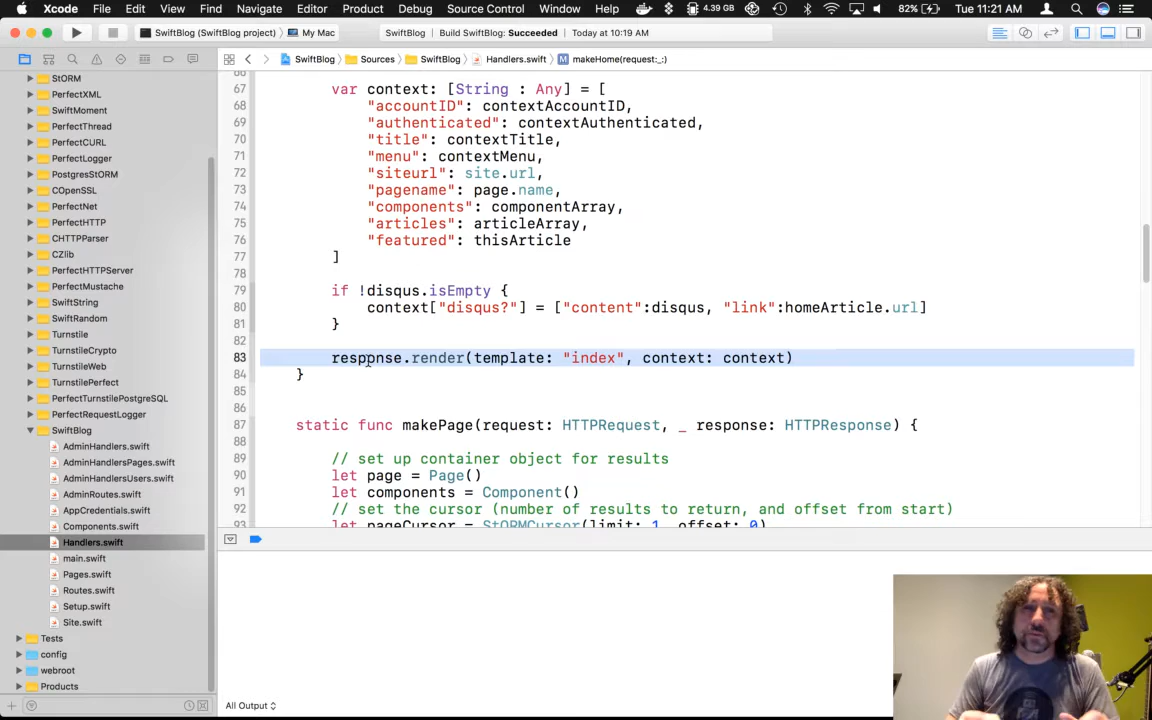 Xcode File Edit View Find Navigate Editor Product Debug Source Control Window Help 4.39 GB 82% Tue 11:21 AM
SwiftBlog (SwiftBlog project) My Mac SwiftBlog Build SwiftBlog: Succeeded Today at 10:19 AM
SwiftBlog Sources SwiftBlog Handlers.swift M makeHome(request:_:)
StORM
PerfectXML
SwiftMoment
PerfectThread
PerfectCURL
PerfectLogger
PostgresStORM
COpenSSL
PerfectNet
PerfectHTTP
CHTTPParser
CZlib
PerfectHTTPServer
PerfectMustache
SwiftString
SwiftRandom
Turnstile
TurnstileCrypto
TurnstileWeb
TurnstilePerfect
PerfectTurnstilePostgreSQL
PerfectRequestLogger
SwiftBlog
AdminHandlers.swift
AdminHandlersPages.swift
AdminHandlersUsers.swift
AdminRoutes.swift
AppCredentials.swift
Components.swift
Handlers.swift
main.swift
Pages.swift
Routes.swift
Setup.swift
Site.swift
Tests
config
webroot
Products
66
67 var context: [String : Any] = [
68 "accountID": contextAccountID,
69 "authenticated": contextAuthenticated,
70 "title": contextTitle,
71 "menu": contextMenu,
72 "siteurl": site.url,
73 "pagename": page.name,
74 "components": componentArray,
75 "articles": articleArray,
76 "featured": thisArticle
77 ]
78
79 if !disqus.isEmpty {
80 context["disqus?"] = ["content":disqus, "link":homeArticle.url]
81 }
82
83 response.render(template: "index", context: context)
84 }
85
86
87 static func makePage(request: HTTPRequest, _ response: HTTPResponse) {
88
89 // set up container object for results
90 let page = Page()
91 let components = Component()
92 // set the cursor (number of results to return, and offset from start)
93 let pageCursor = StORMCursor(limit: 1, offset: 0)
All Output